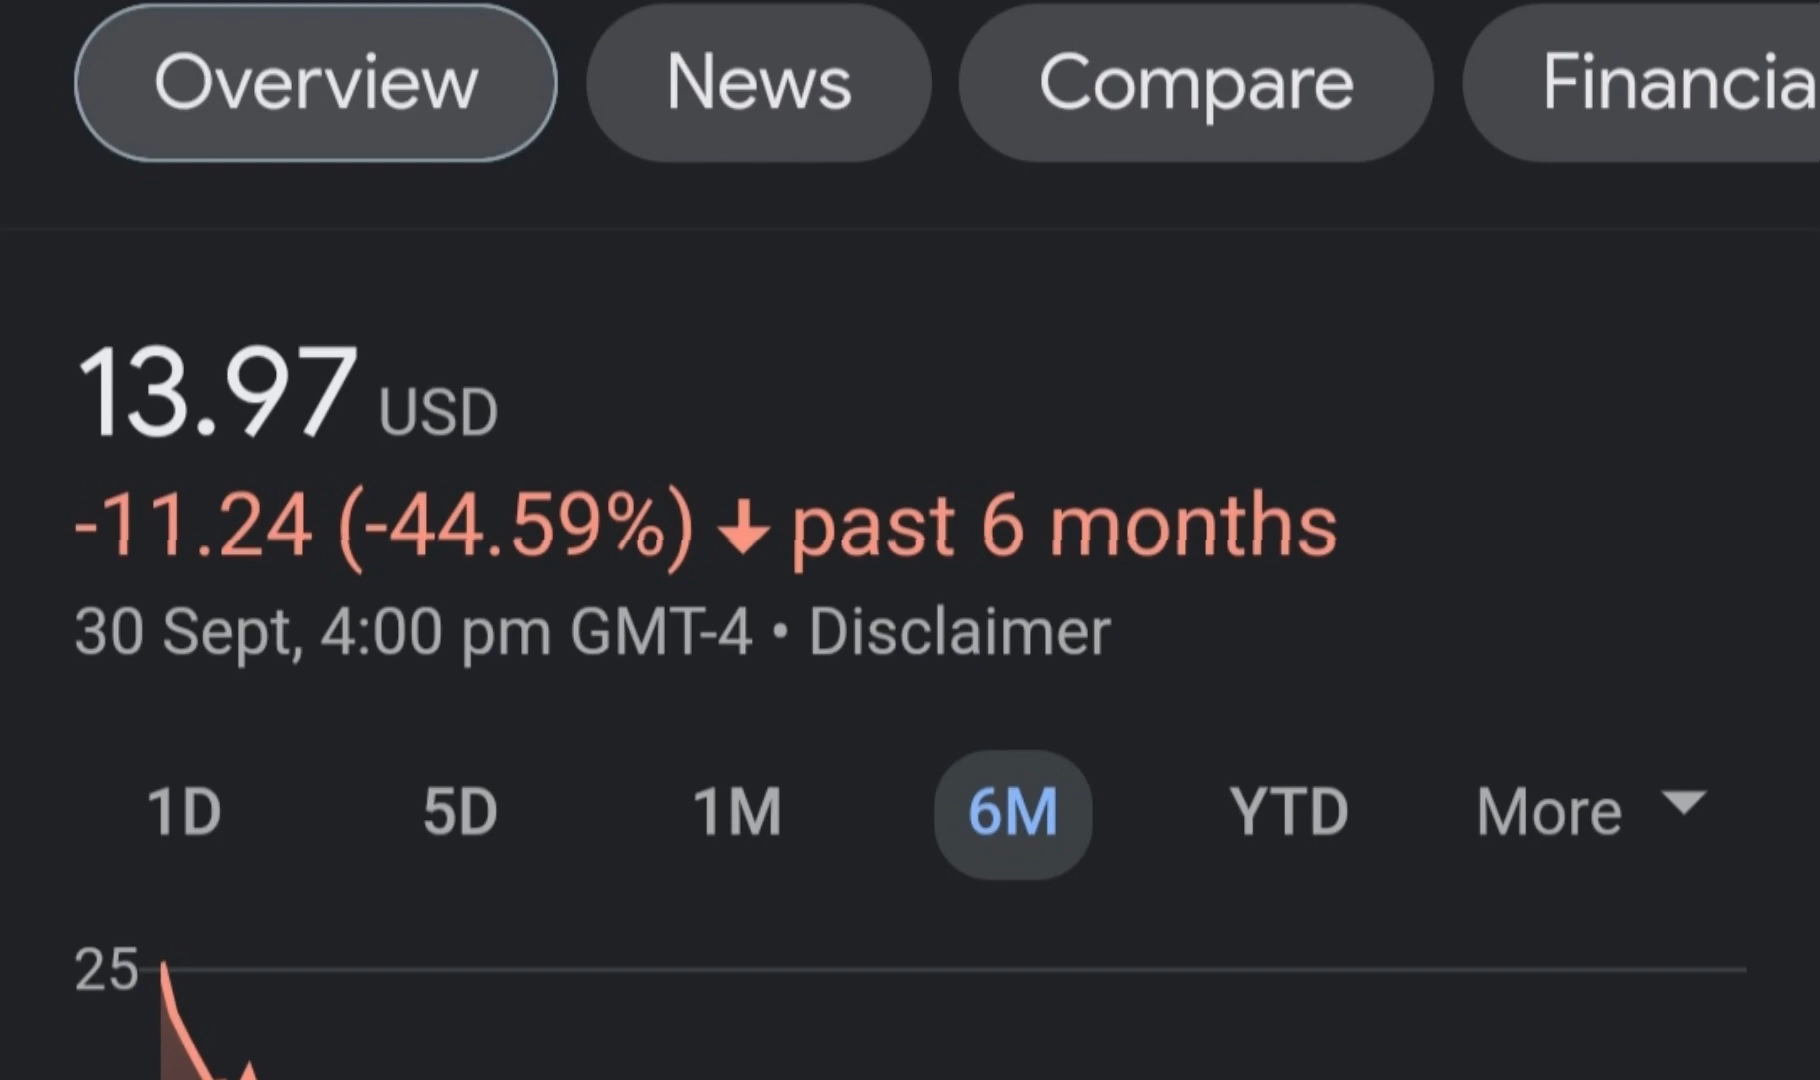 Overview News Compare Financia
13.97 USD
-11.24 (-44.59%) ↓ past 6 months
30 Sept, 4:00 pm GMT-4 • Disclaimer
1D 5D 1M 6M YTD More
25